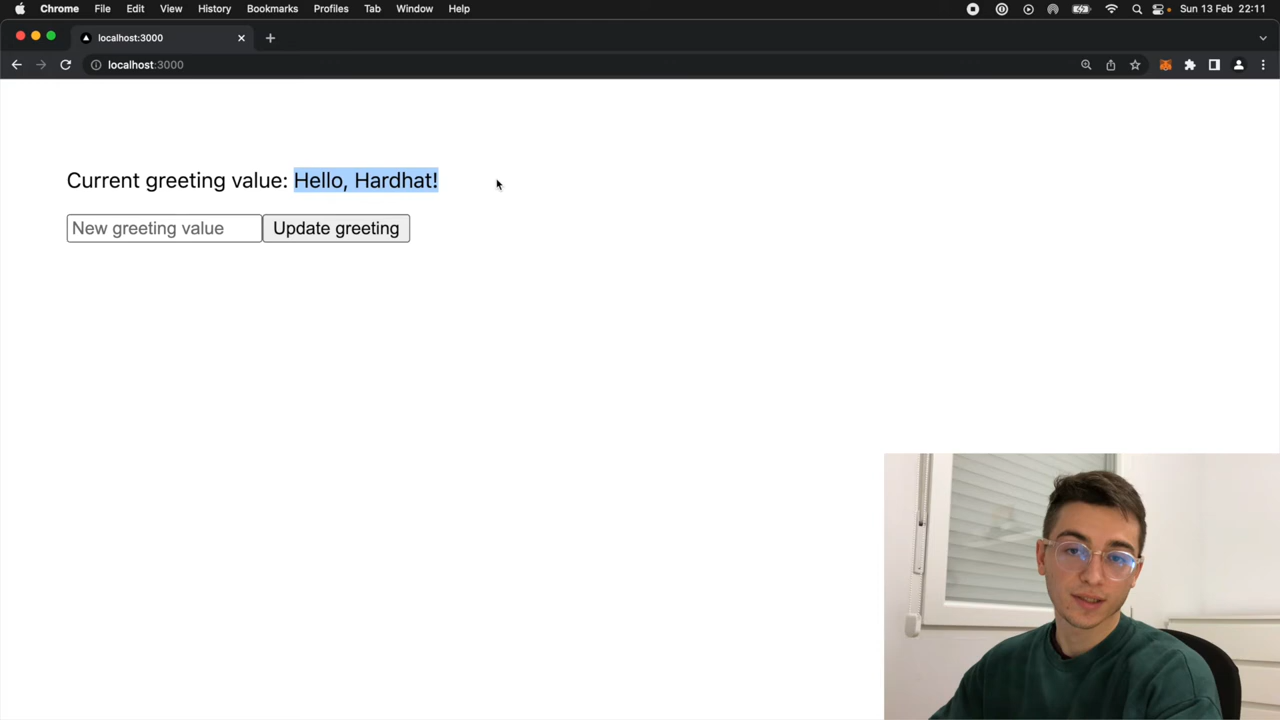 Chrome File Edit View History Bookmarks Profiles Tab Window Help Sun 13 Feb 22:11
localhost:3000
localhost:3000
Current greeting value: Hello, Hardhat!
New greeting value Update greeting